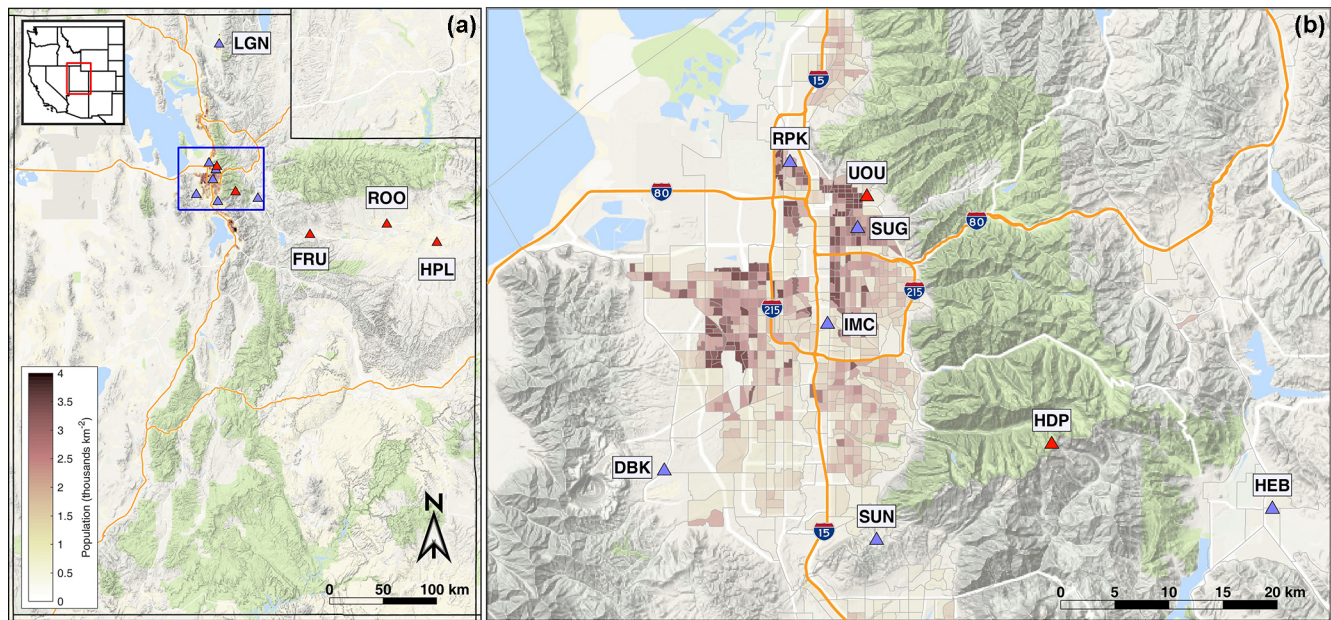 (a)
LGN
ROO
FRU
HPL
4
3.5
3
2.5
2
1.5
1
0.5
0
Population (thousands km⁻²)
N
0 50 100 km
(b)
15
RPK
UOU
80
SUG
80
215
215
IMC
HDP
DBK
HEB
SUN
15
0 5 10 15 20 km